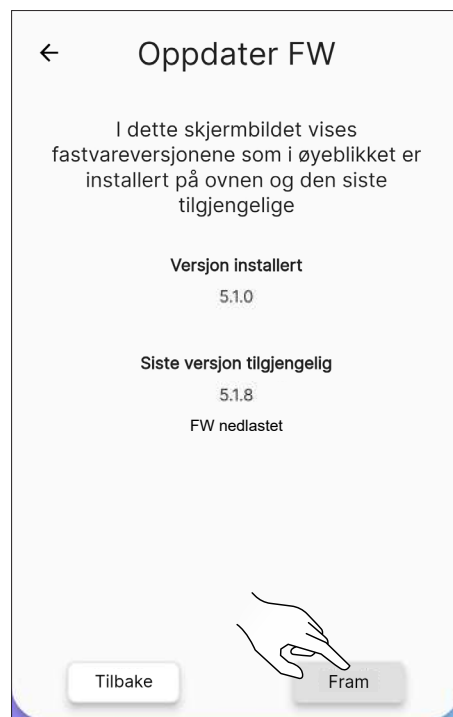 Oppdater FW
I dette skjermbildet vises
fastvareversjonene som i øyeblikket er
installert på ovnen og den siste
tilgjengelige
Versjon installert
5.1.0
Siste versjon tilgjengelig
5.1.8
FW nedlastet
Tilbake
Fram